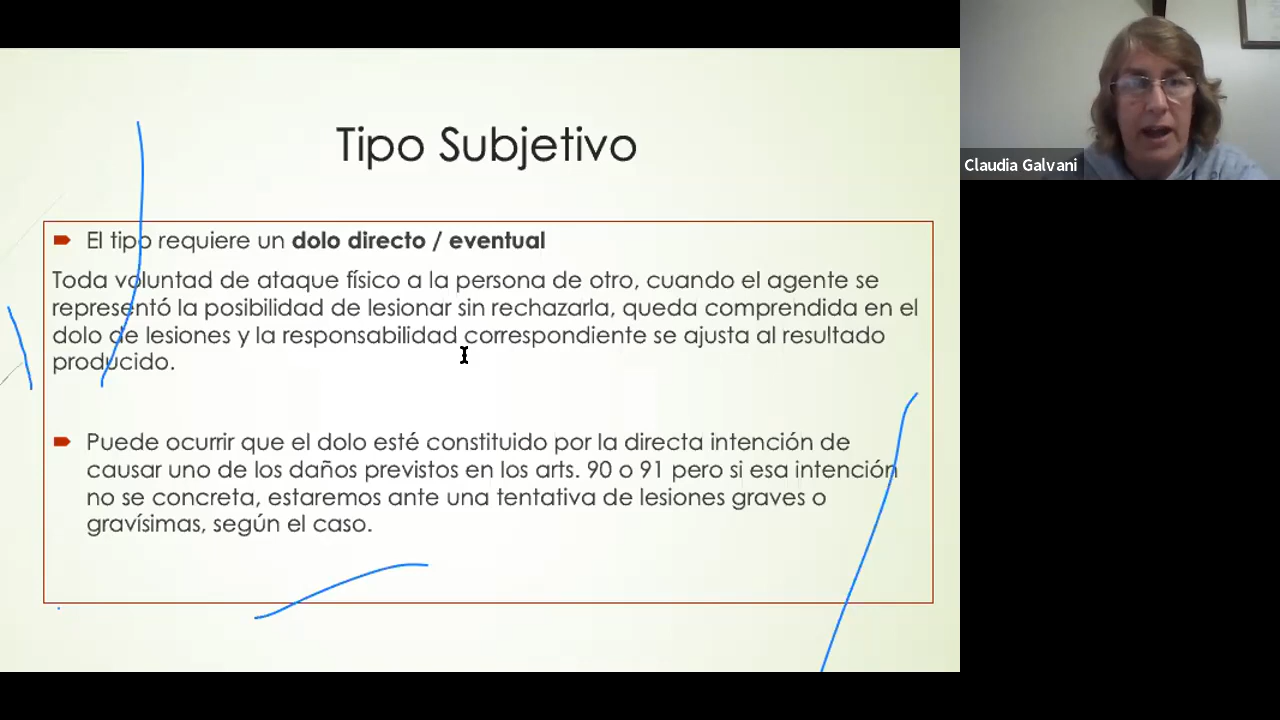 Tipo Subjetivo
El tipo requiere un dolo directo / eventual
Toda voluntad de ataque físico a la persona de otro, cuando el agente se
representó la posibilidad de lesionar sin rechazarla, queda comprendida en el
dolo de lesiones y la responsabilidad correspondiente se ajusta al resultado
producido.
Puede ocurrir que el dolo esté constituido por la directa intención de
causar uno de los daños previstos en los arts. 90 o 91 pero si esa intención
no se concreta, estaremos ante una tentativa de lesiones graves o
gravísimas, según el caso.
Claudia Galvani